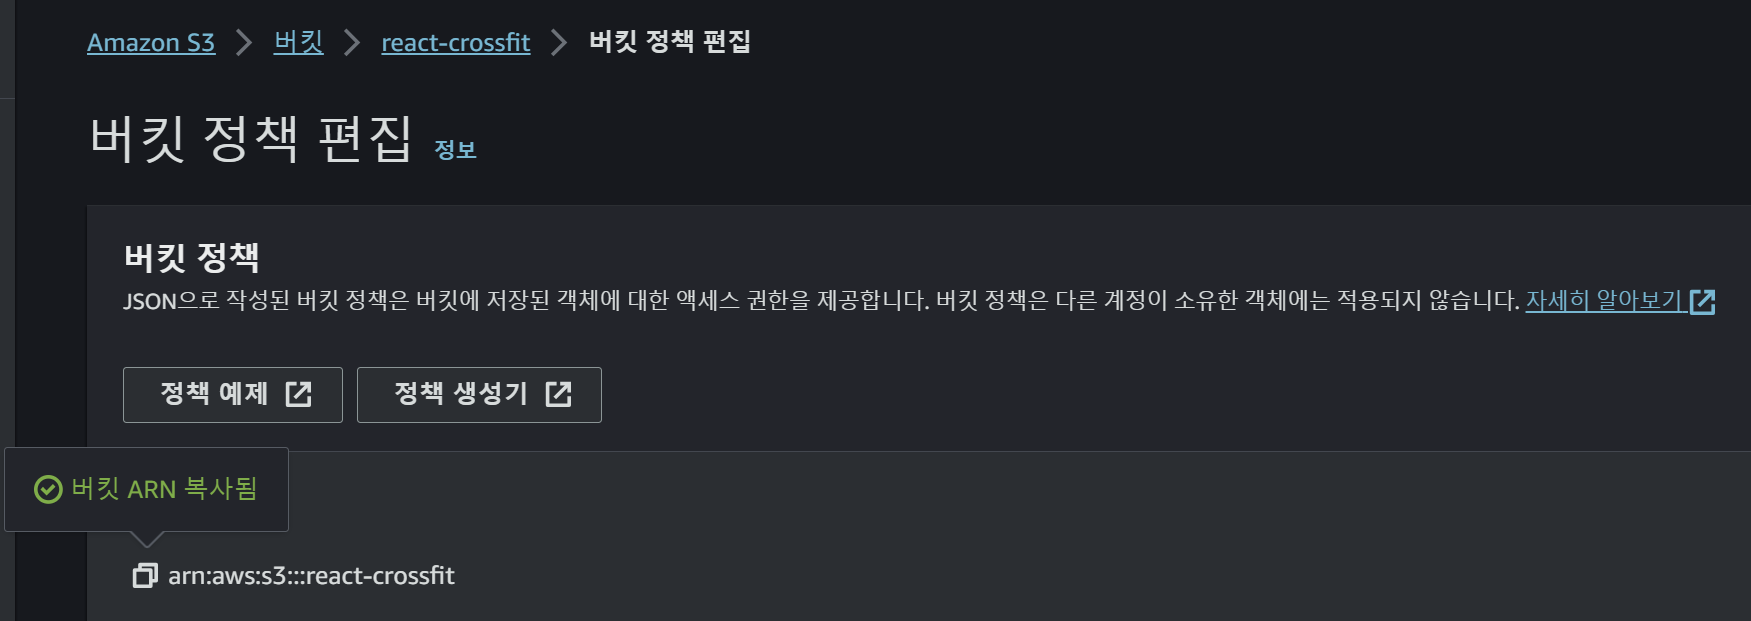 Amazon S3 > 버킷 > react-crossfit > 버킷 정책 편집
버킷 정책 편집 정보
버킷 정책
JSON으로 작성된 버킷 정책은 버킷에 저장된 객체에 대한 액세스 권한을 제공합니다. 버킷 정책은 다른 계정이 소유한 객체에는 적용되지 않습니다. 자세히 알아보기
정책 예제 정책 생성기
버킷 ARN 복사됨
arn:aws:s3:::react-crossfit